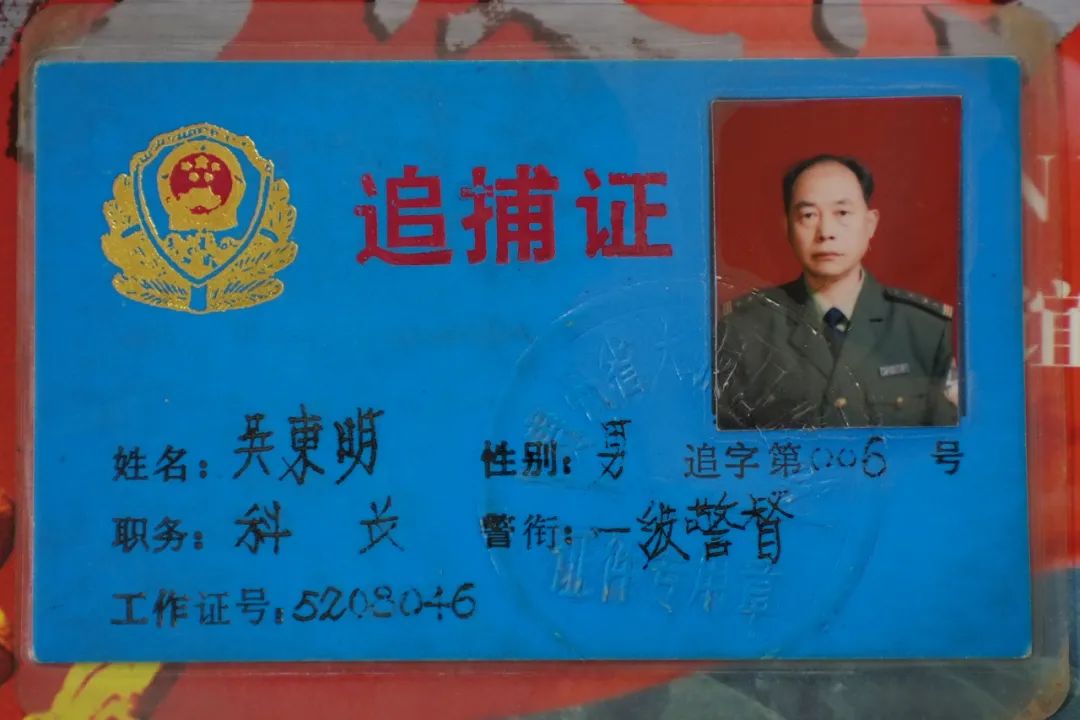 追捕证
姓名：吴東明 性别：男 追字第006号
职务：科长 警衔：一级警督
工作证号：5208046
宜